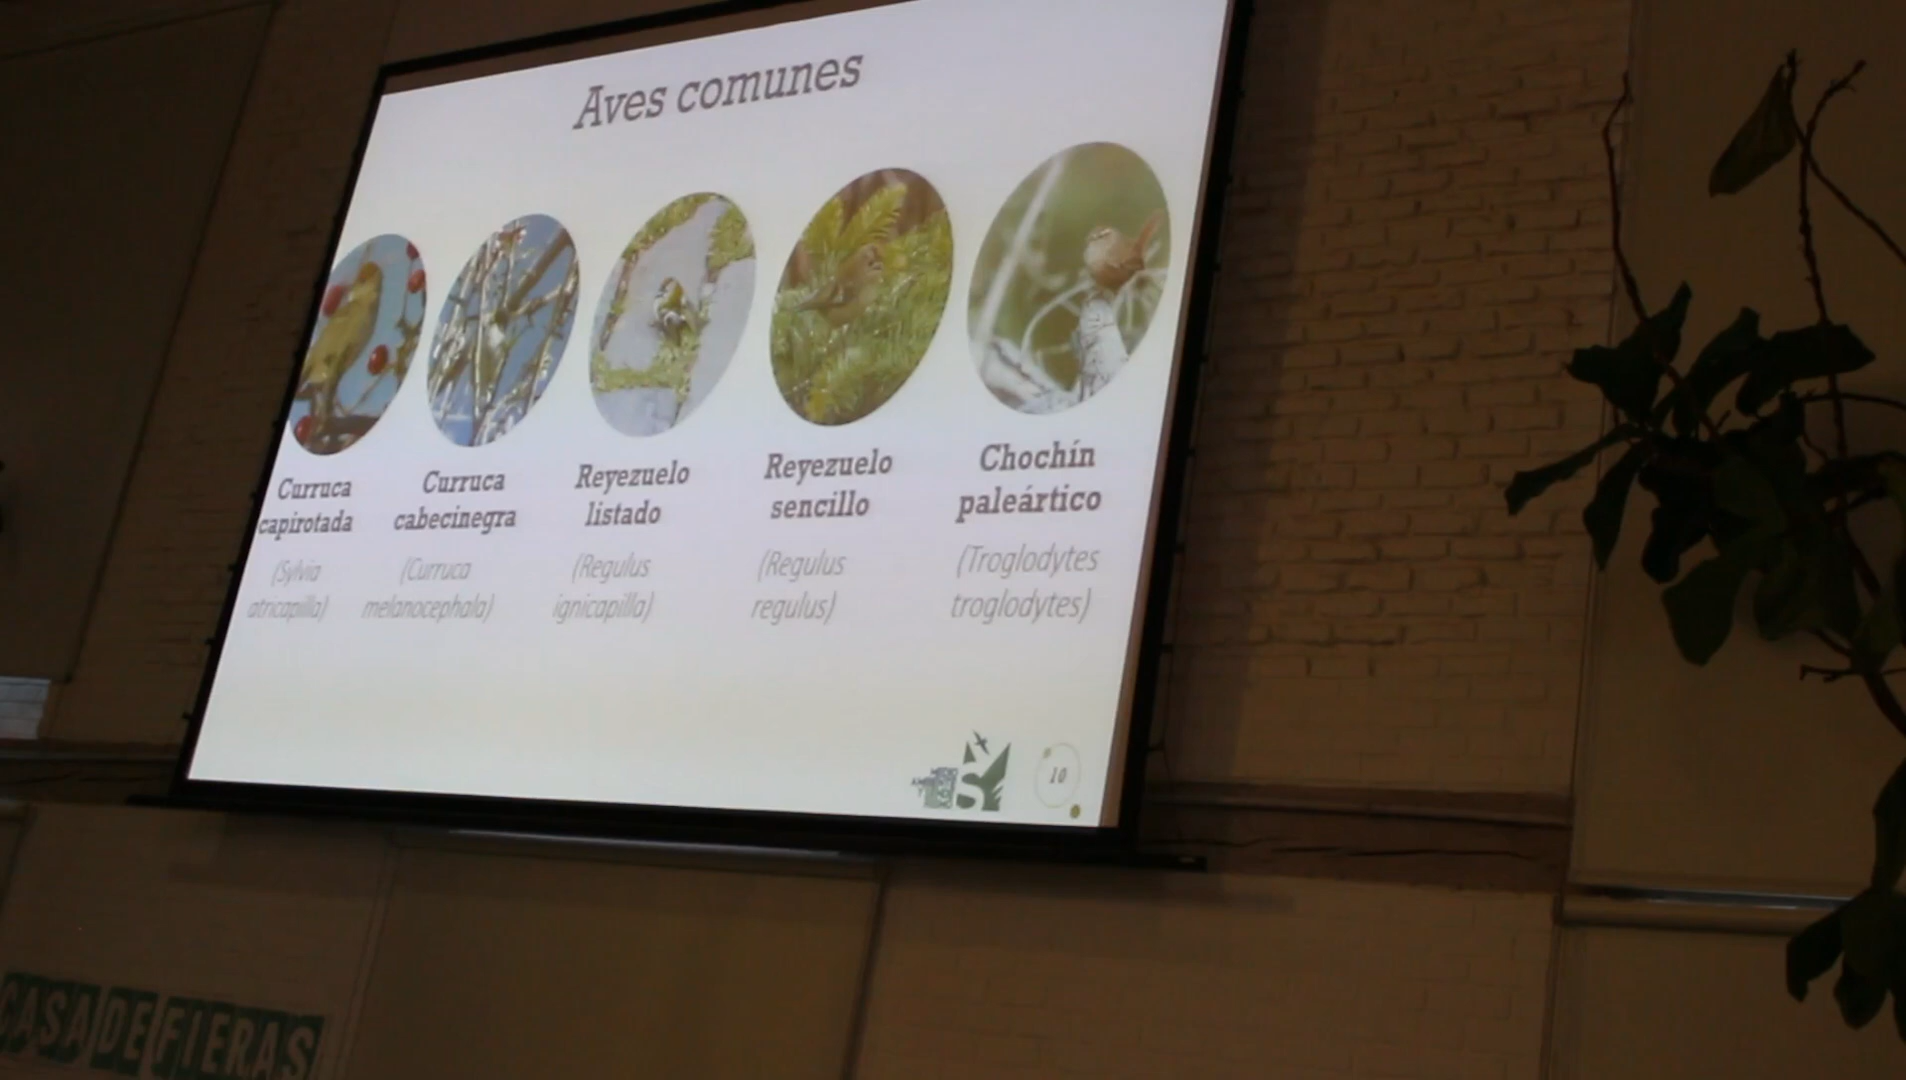 Aves comunes
Curruca
capirotada
(Sylvia
atricapilla)
Curruca
cabecinegra
(Curruca
melanocephala)
Reyezuelo
listado
(Regulus
ignicapilla)
Reyezuelo
sencillo
(Regulus
regulus)
Chochín
paleártico
(Troglodytes
troglodytes)
10
CASA DE FIERAS